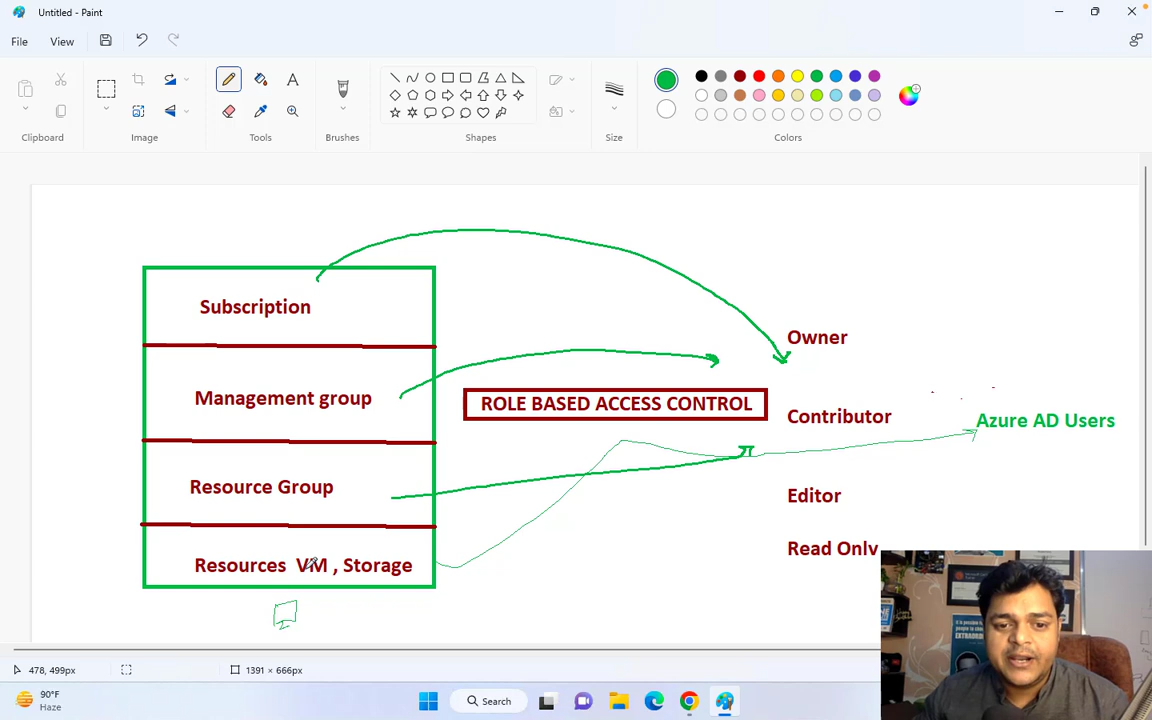 Untitled - Paint
File
View
Clipboard
Image
Tools
Brushes
Shapes
Size
Colors
Subscription
Owner
Management group
ROLE BASED ACCESS CONTROL
Contributor
Azure AD Users
Resource Group
Editor
Read Only
Resources VM , Storage
478, 499px
1391 × 666px
90°F
Haze
Search